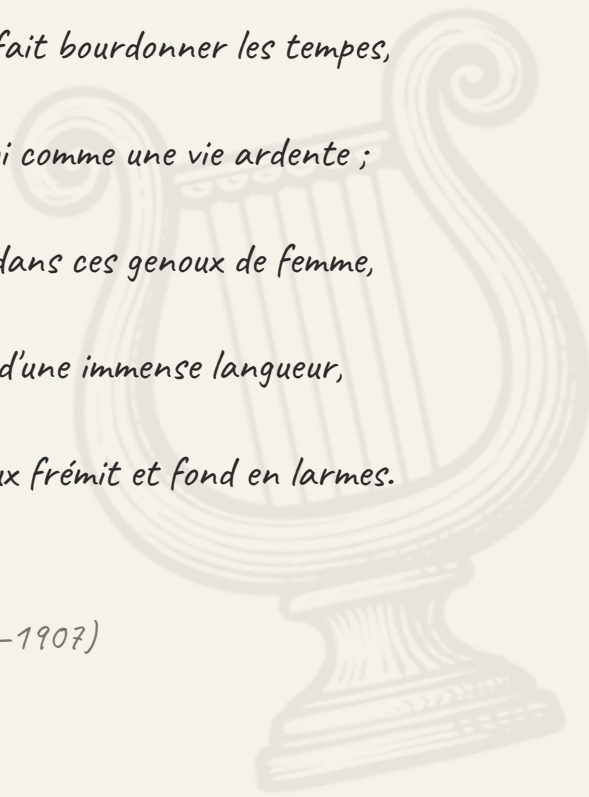 fait bourdonner les tempes,
comme une vie ardente ;
dans ces genoux de femme,
d'une immense langueur,
frémit et fond en larmes.
–1907)